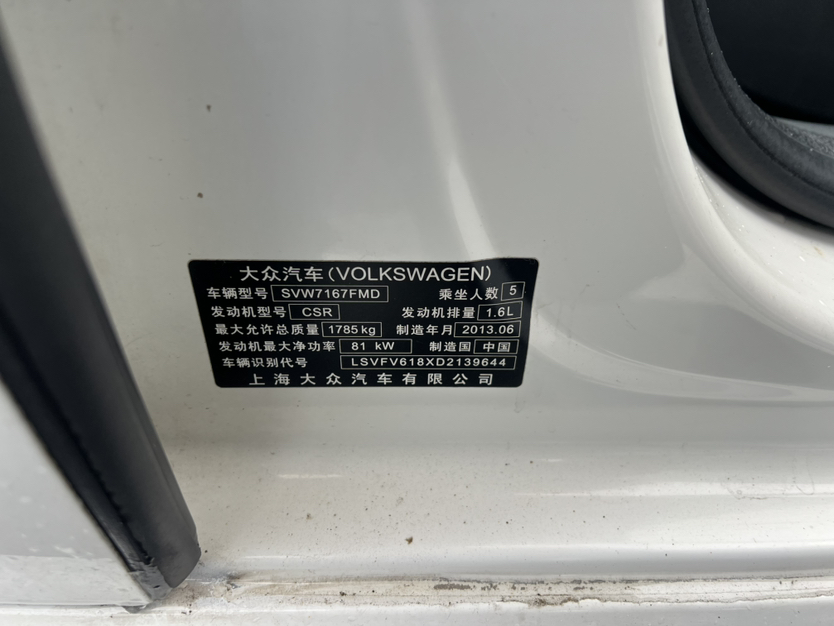 大众汽车(VOLKSWAGEN)
车辆型号 SVW7167FMD 乘坐人数 5
发动机型号 CSR 发动机排量 1.6L
最大允许总质量 1785kg 制造年月 2013.06
发动机最大净功率 81 kW 制造国 中国
车辆识别代号 LSVFV618XD2139644
上海大众汽车有限公司